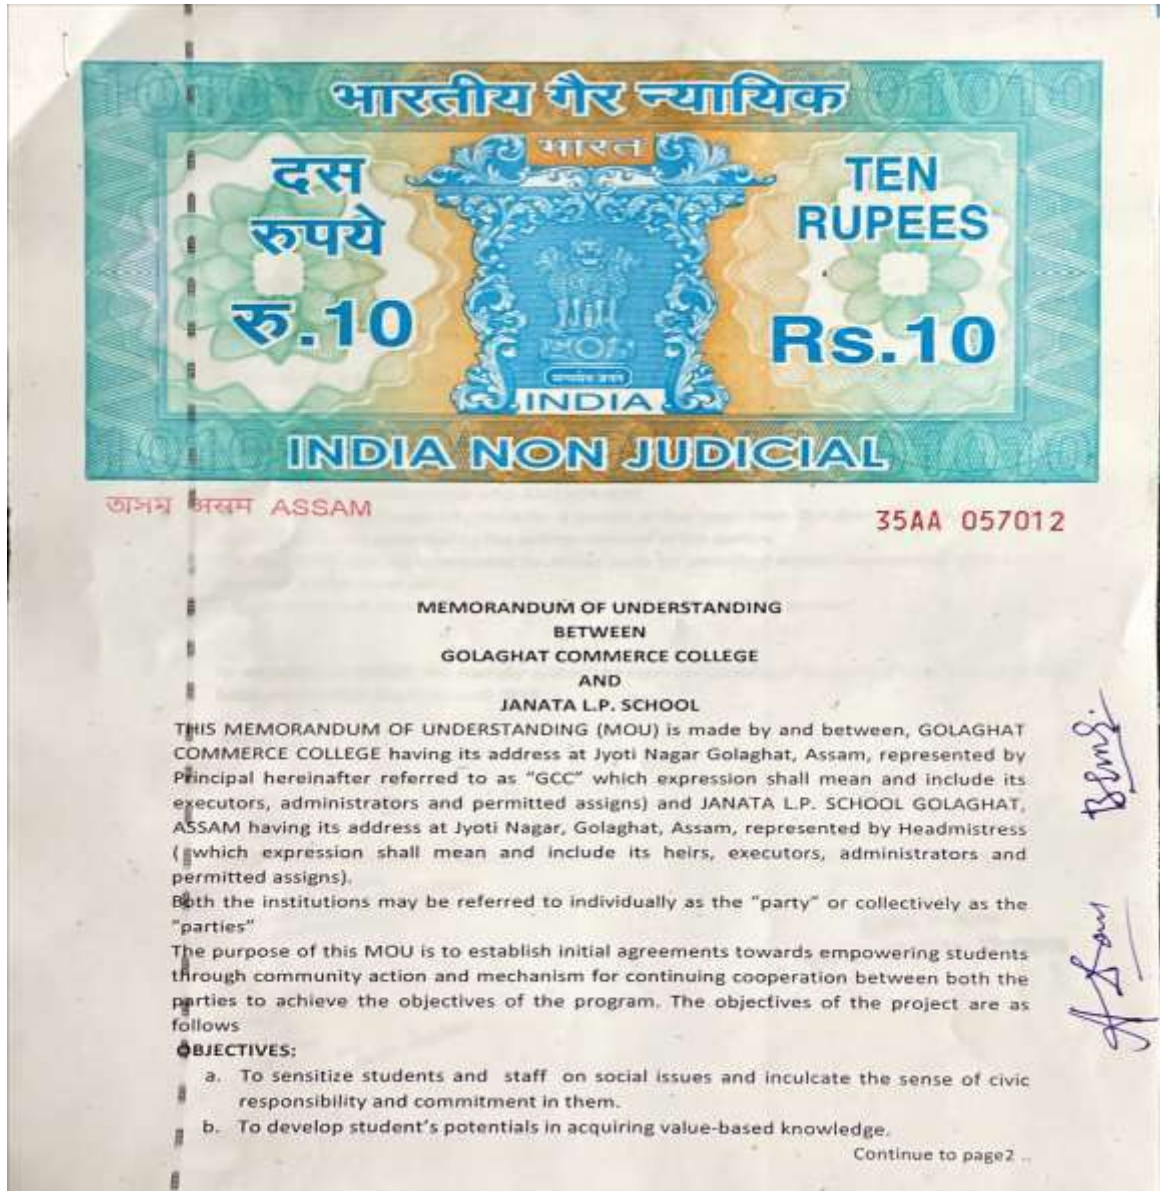 भारतीय गैर न्यायिक
भारत
दस
रुपये
रु.10
TEN
RUPEES
Rs.10
सत्यमेव जयते
INDIA
INDIA NON JUDICIAL
অসম असम ASSAM
35AA 057012
MEMORANDUM OF UNDERSTANDING
BETWEEN
GOLAGHAT COMMERCE COLLEGE
AND
JANATA L.P. SCHOOL
THIS MEMORANDUM OF UNDERSTANDING (MOU) is made by and between, GOLAGHAT
COMMERCE COLLEGE having its address at Jyoti Nagar Golaghat, Assam, represented by
Principal hereinafter referred to as “GCC” which expression shall mean and include its
executors, administrators and permitted assigns) and JANATA L.P. SCHOOL GOLAGHAT,
ASSAM having its address at Jyoti Nagar, Golaghat, Assam, represented by Headmistress
( which expression shall mean and include its heirs, executors, administrators and
permitted assigns).
Both the institutions may be referred to individually as the “party” or collectively as the
“parties”
The purpose of this MOU is to establish initial agreements towards empowering students
through community action and mechanism for continuing cooperation between both the
parties to achieve the objectives of the program. The objectives of the project are as
follows
OBJECTIVES:
a. To sensitize students and staff on social issues and inculcate the sense of civic
responsibility and commitment in them.
b. To develop student’s potentials in acquiring value-based knowledge.
Continue to page2 ..